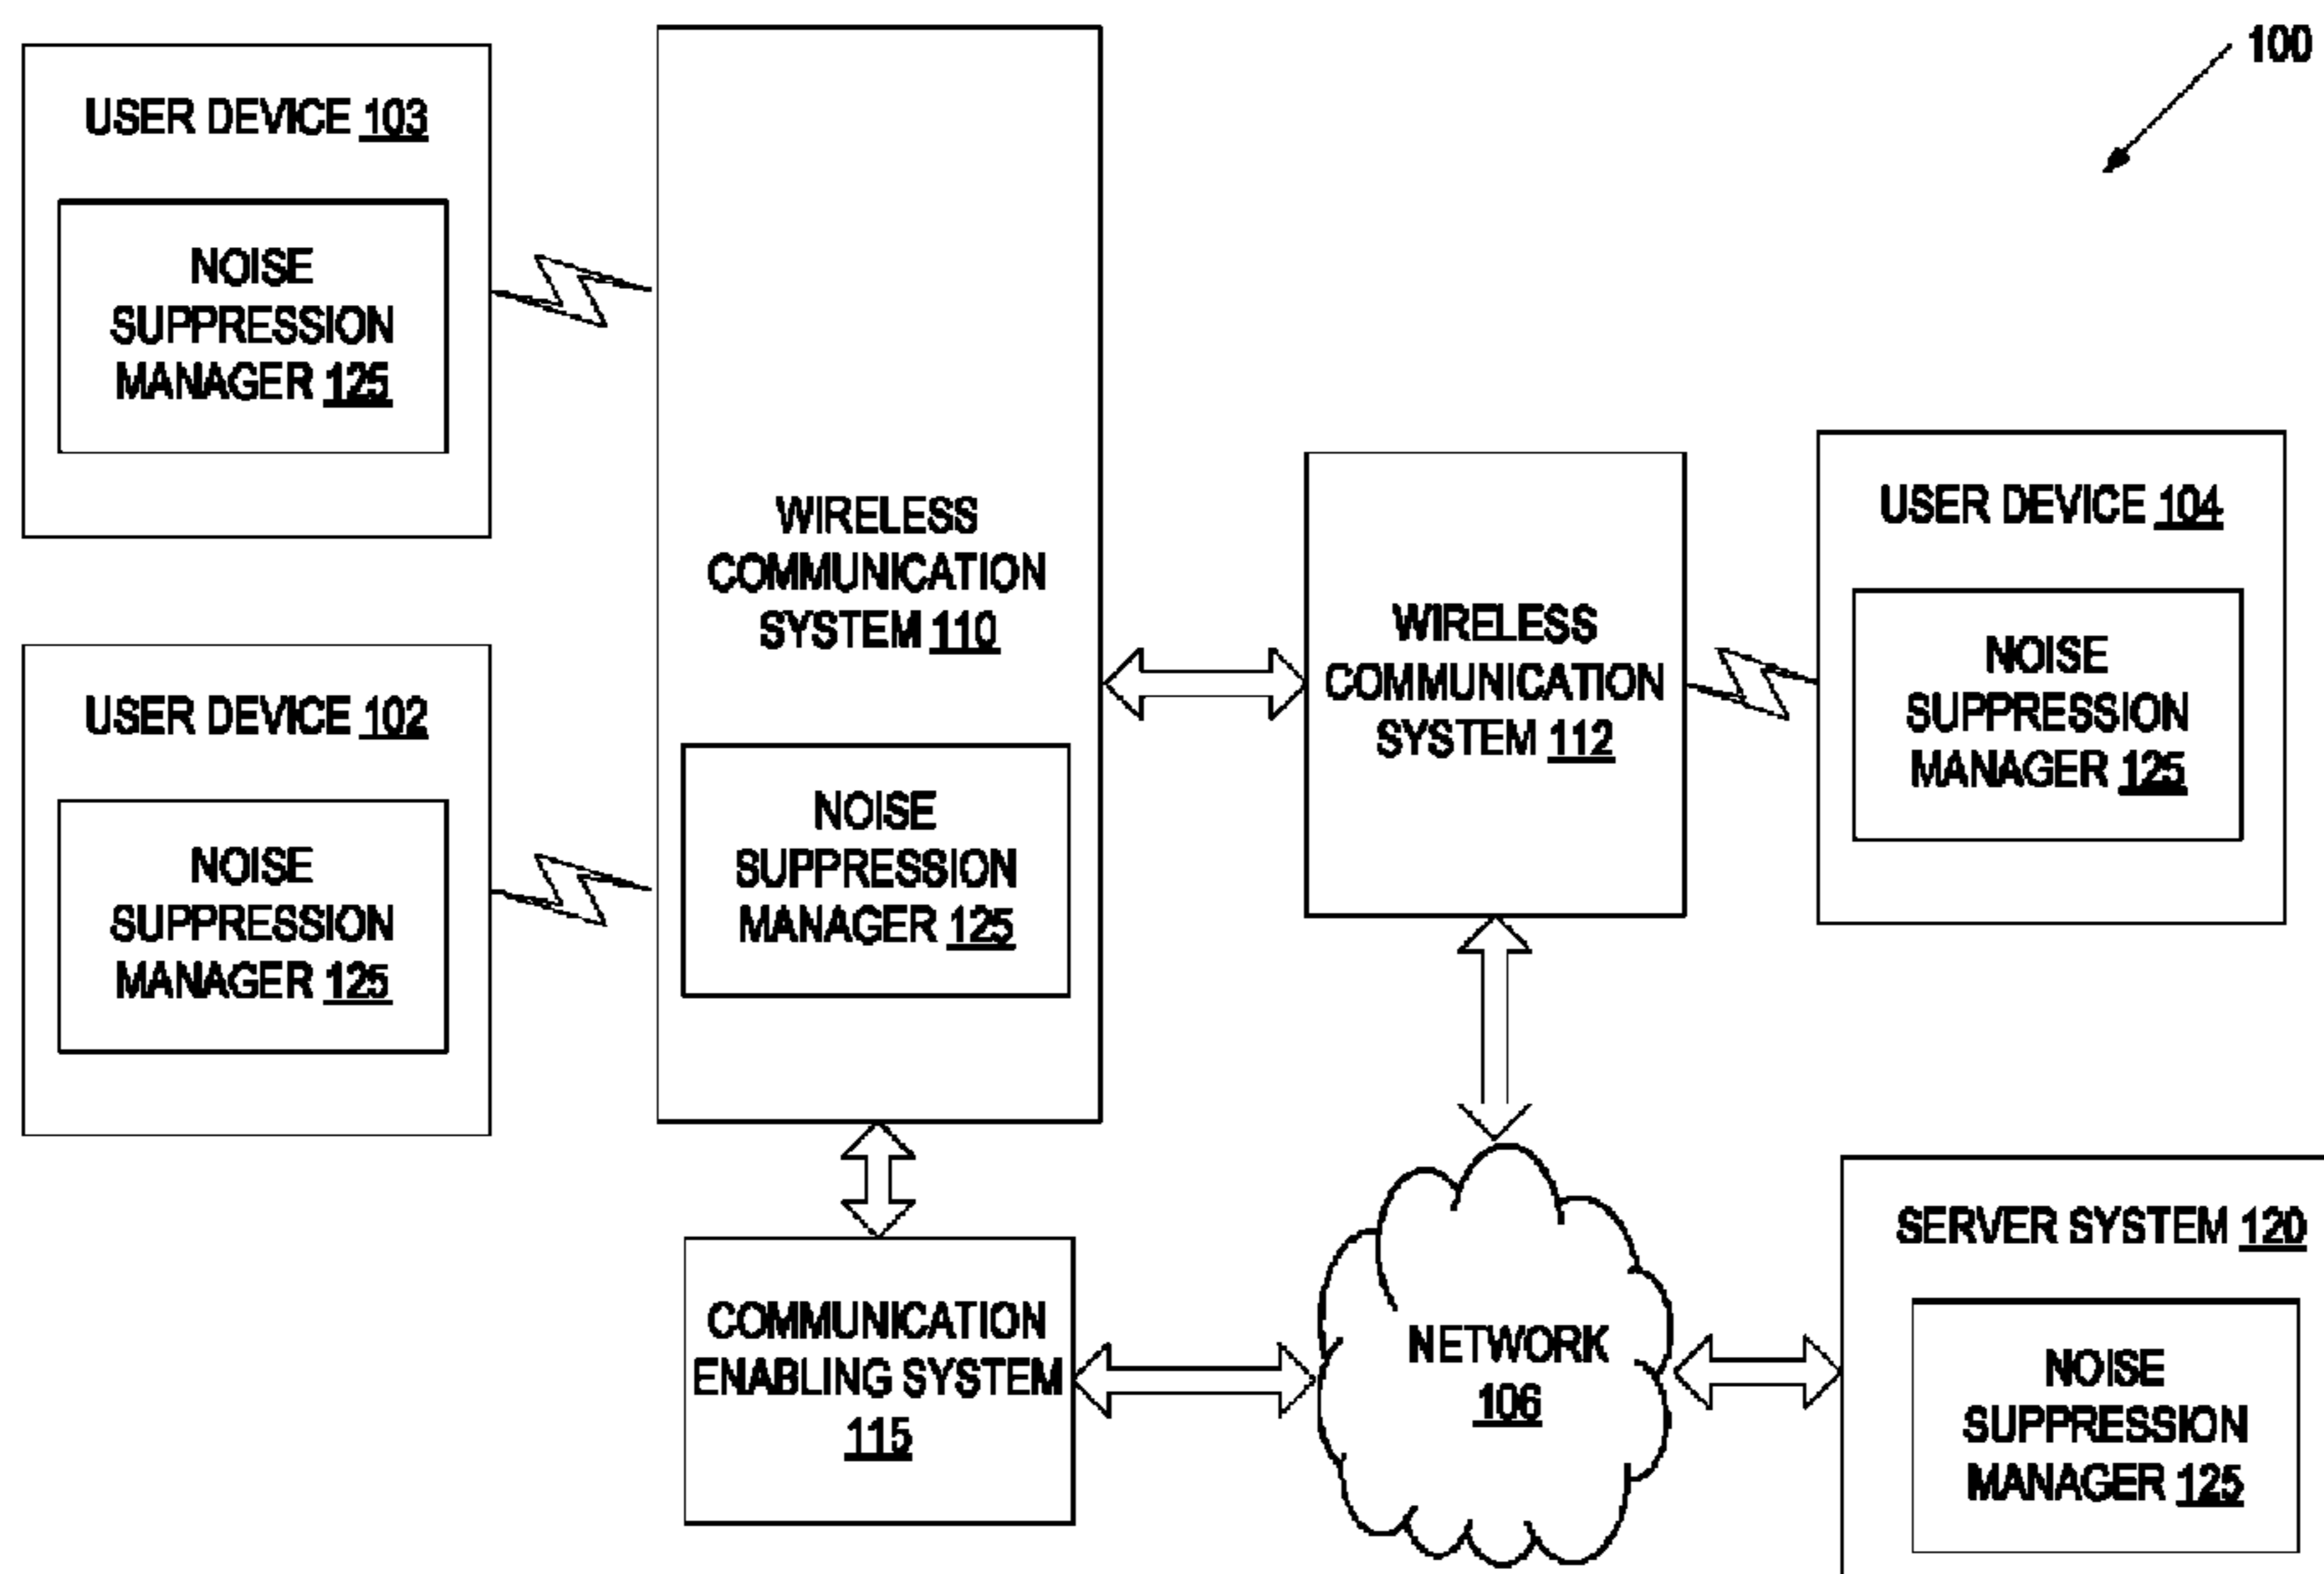 100
USER DEVICE 103
NOISE
SUPPRESSION
MANAGER 125
USER DEVICE 102
NOISE
SUPPRESSION
MANAGER 125
WIRELESS
COMMUNICATION
SYSTEM 110
NOISE
SUPPRESSION
MANAGER 125
WIRELESS
COMMUNICATION
SYSTEM 112
USER DEVICE 104
NOISE
SUPPRESSION
MANAGER 125
COMMUNICATION
ENABLING SYSTEM
115
NETWORK
106
SERVER SYSTEM 120
NOISE
SUPPRESSION
MANAGER 125